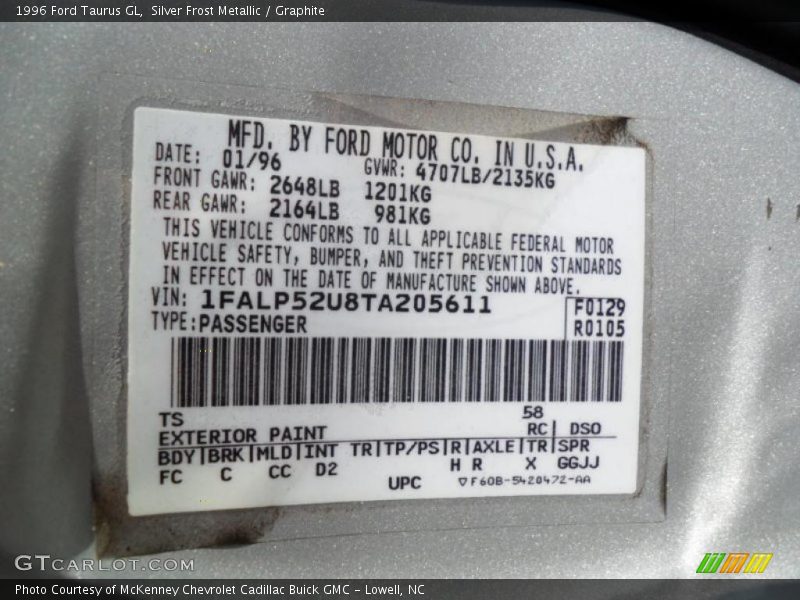 1996 Ford Taurus GL, Silver Frost Metallic / Graphite
MFD. BY FORD MOTOR CO. IN U.S.A.
DATE: 01/96 GVWR: 4707LB/2135KG
FRONT GAWR: 2648LB 1201KG
REAR GAWR: 2164LB 981KG
THIS VEHICLE CONFORMS TO ALL APPLICABLE FEDERAL MOTOR
VEHICLE SAFETY, BUMPER, AND THEFT PREVENTION STANDARDS
IN EFFECT ON THE DATE OF MANUFACTURE SHOWN ABOVE.
VIN: 1FALP52U8TA205611 F0129
TYPE: PASSENGER R0105
TS 58
EXTERIOR PAINT RC| DSO
BDY|BRK|MLD|INT TR|TP/PS|R|AXLE|TR|SPR
FC C CC D2 H R X GGJJ
UPC ▽F60B-5420472-AA
GTCARLOT.COM
Photo Courtesy of McKenney Chevrolet Cadillac Buick GMC - Lowell, NC